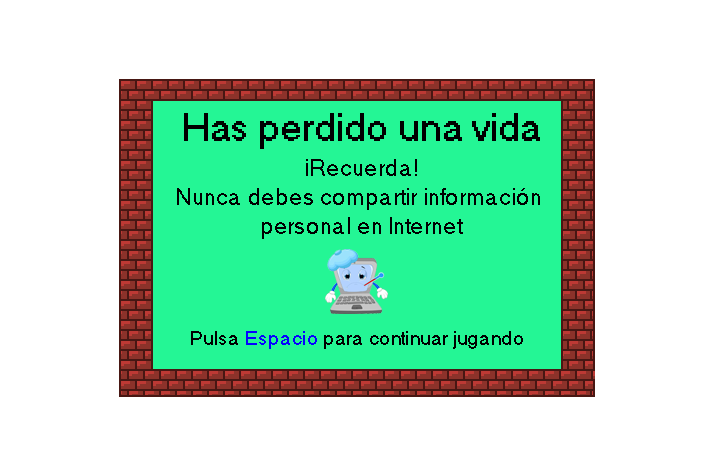 Has perdido una vida
¡Recuerda!
Nunca debes compartir información
personal en Internet
Pulsa Espacio para continuar jugando